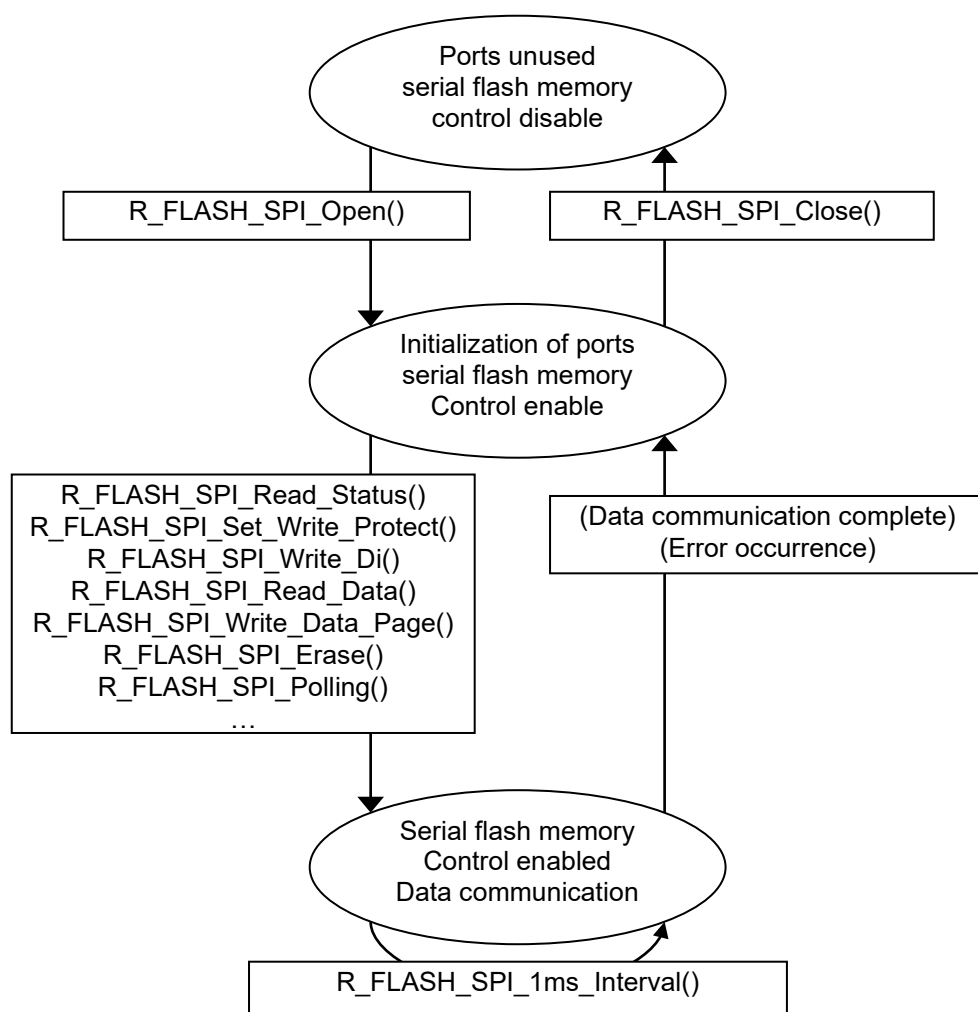 Ports unused
serial flash memory
control disable
R_FLASH_SPI_Open()
R_FLASH_SPI_Close()
Initialization of ports
serial flash memory
Control enable
R_FLASH_SPI_Read_Status()
R_FLASH_SPI_Set_Write_Protect()
R_FLASH_SPI_Write_Di()
R_FLASH_SPI_Read_Data()
R_FLASH_SPI_Write_Data_Page()
R_FLASH_SPI_Erase()
R_FLASH_SPI_Polling()
…
(Data communication complete)
(Error occurrence)
Serial flash memory
Control enabled
Data communication
R_FLASH_SPI_1ms_Interval()